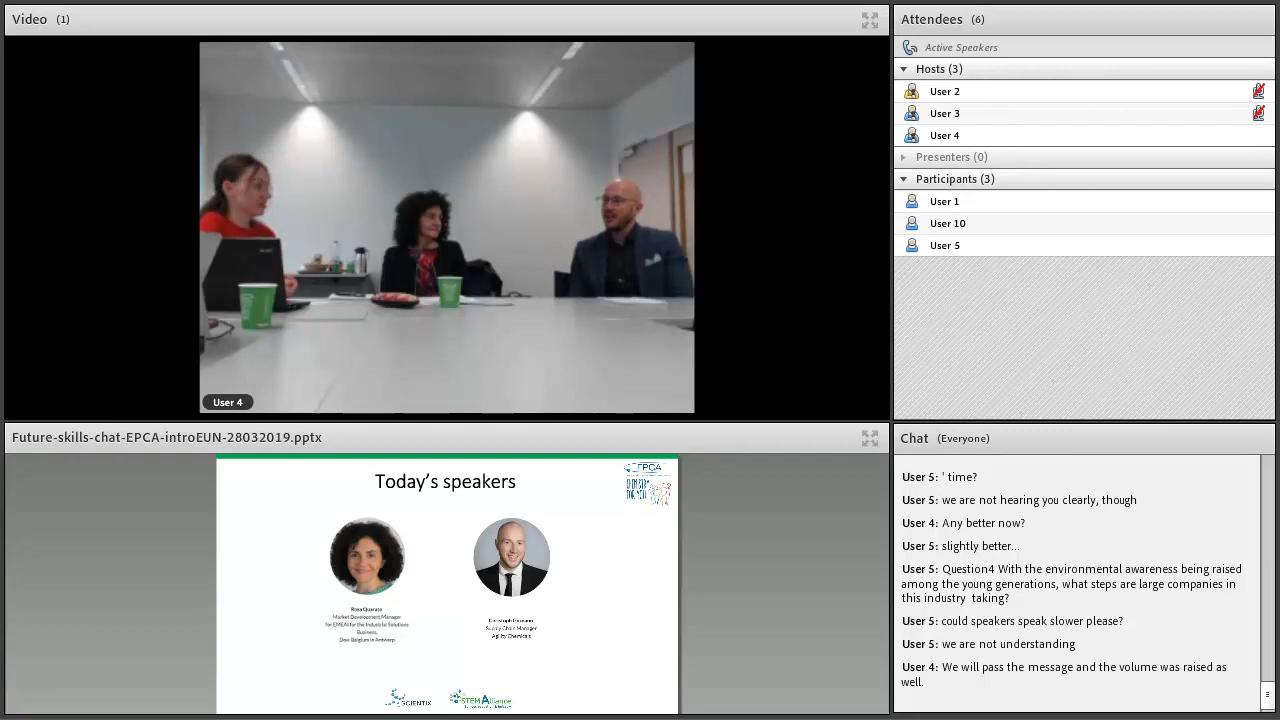 Video (1)
User 4
Attendees (6)
Active Speakers
Hosts (3)
User 2
User 3
User 4
Presenters (0)
Participants (3)
User 1
User 10
User 5
Future-skills-chat-EPCA-introEUN-28032019.pptx
Today's speakers
EPCA
CHEMISTRY
FOR YOU
Rosa Quarato
Market Development Manager
for EMEAI for the Industrial Solutions
Business,
Dow Belgium in Antwerp
Supply Chain Manager
Agility Chemicals
SCIENTIX
STEM Alliance
Chat (Everyone)
User 5: ' time?
User 5: we are not hearing you clearly, though
User 4: Any better now?
User 5: slightly better...
User 5: Question4 With the environmental awareness being raised
among the young generations, what steps are large companies in
this industry taking?
User 5: could speakers speak slower please?
User 5: we are not understanding
User 4: We will pass the message and the volume was raised as
well.